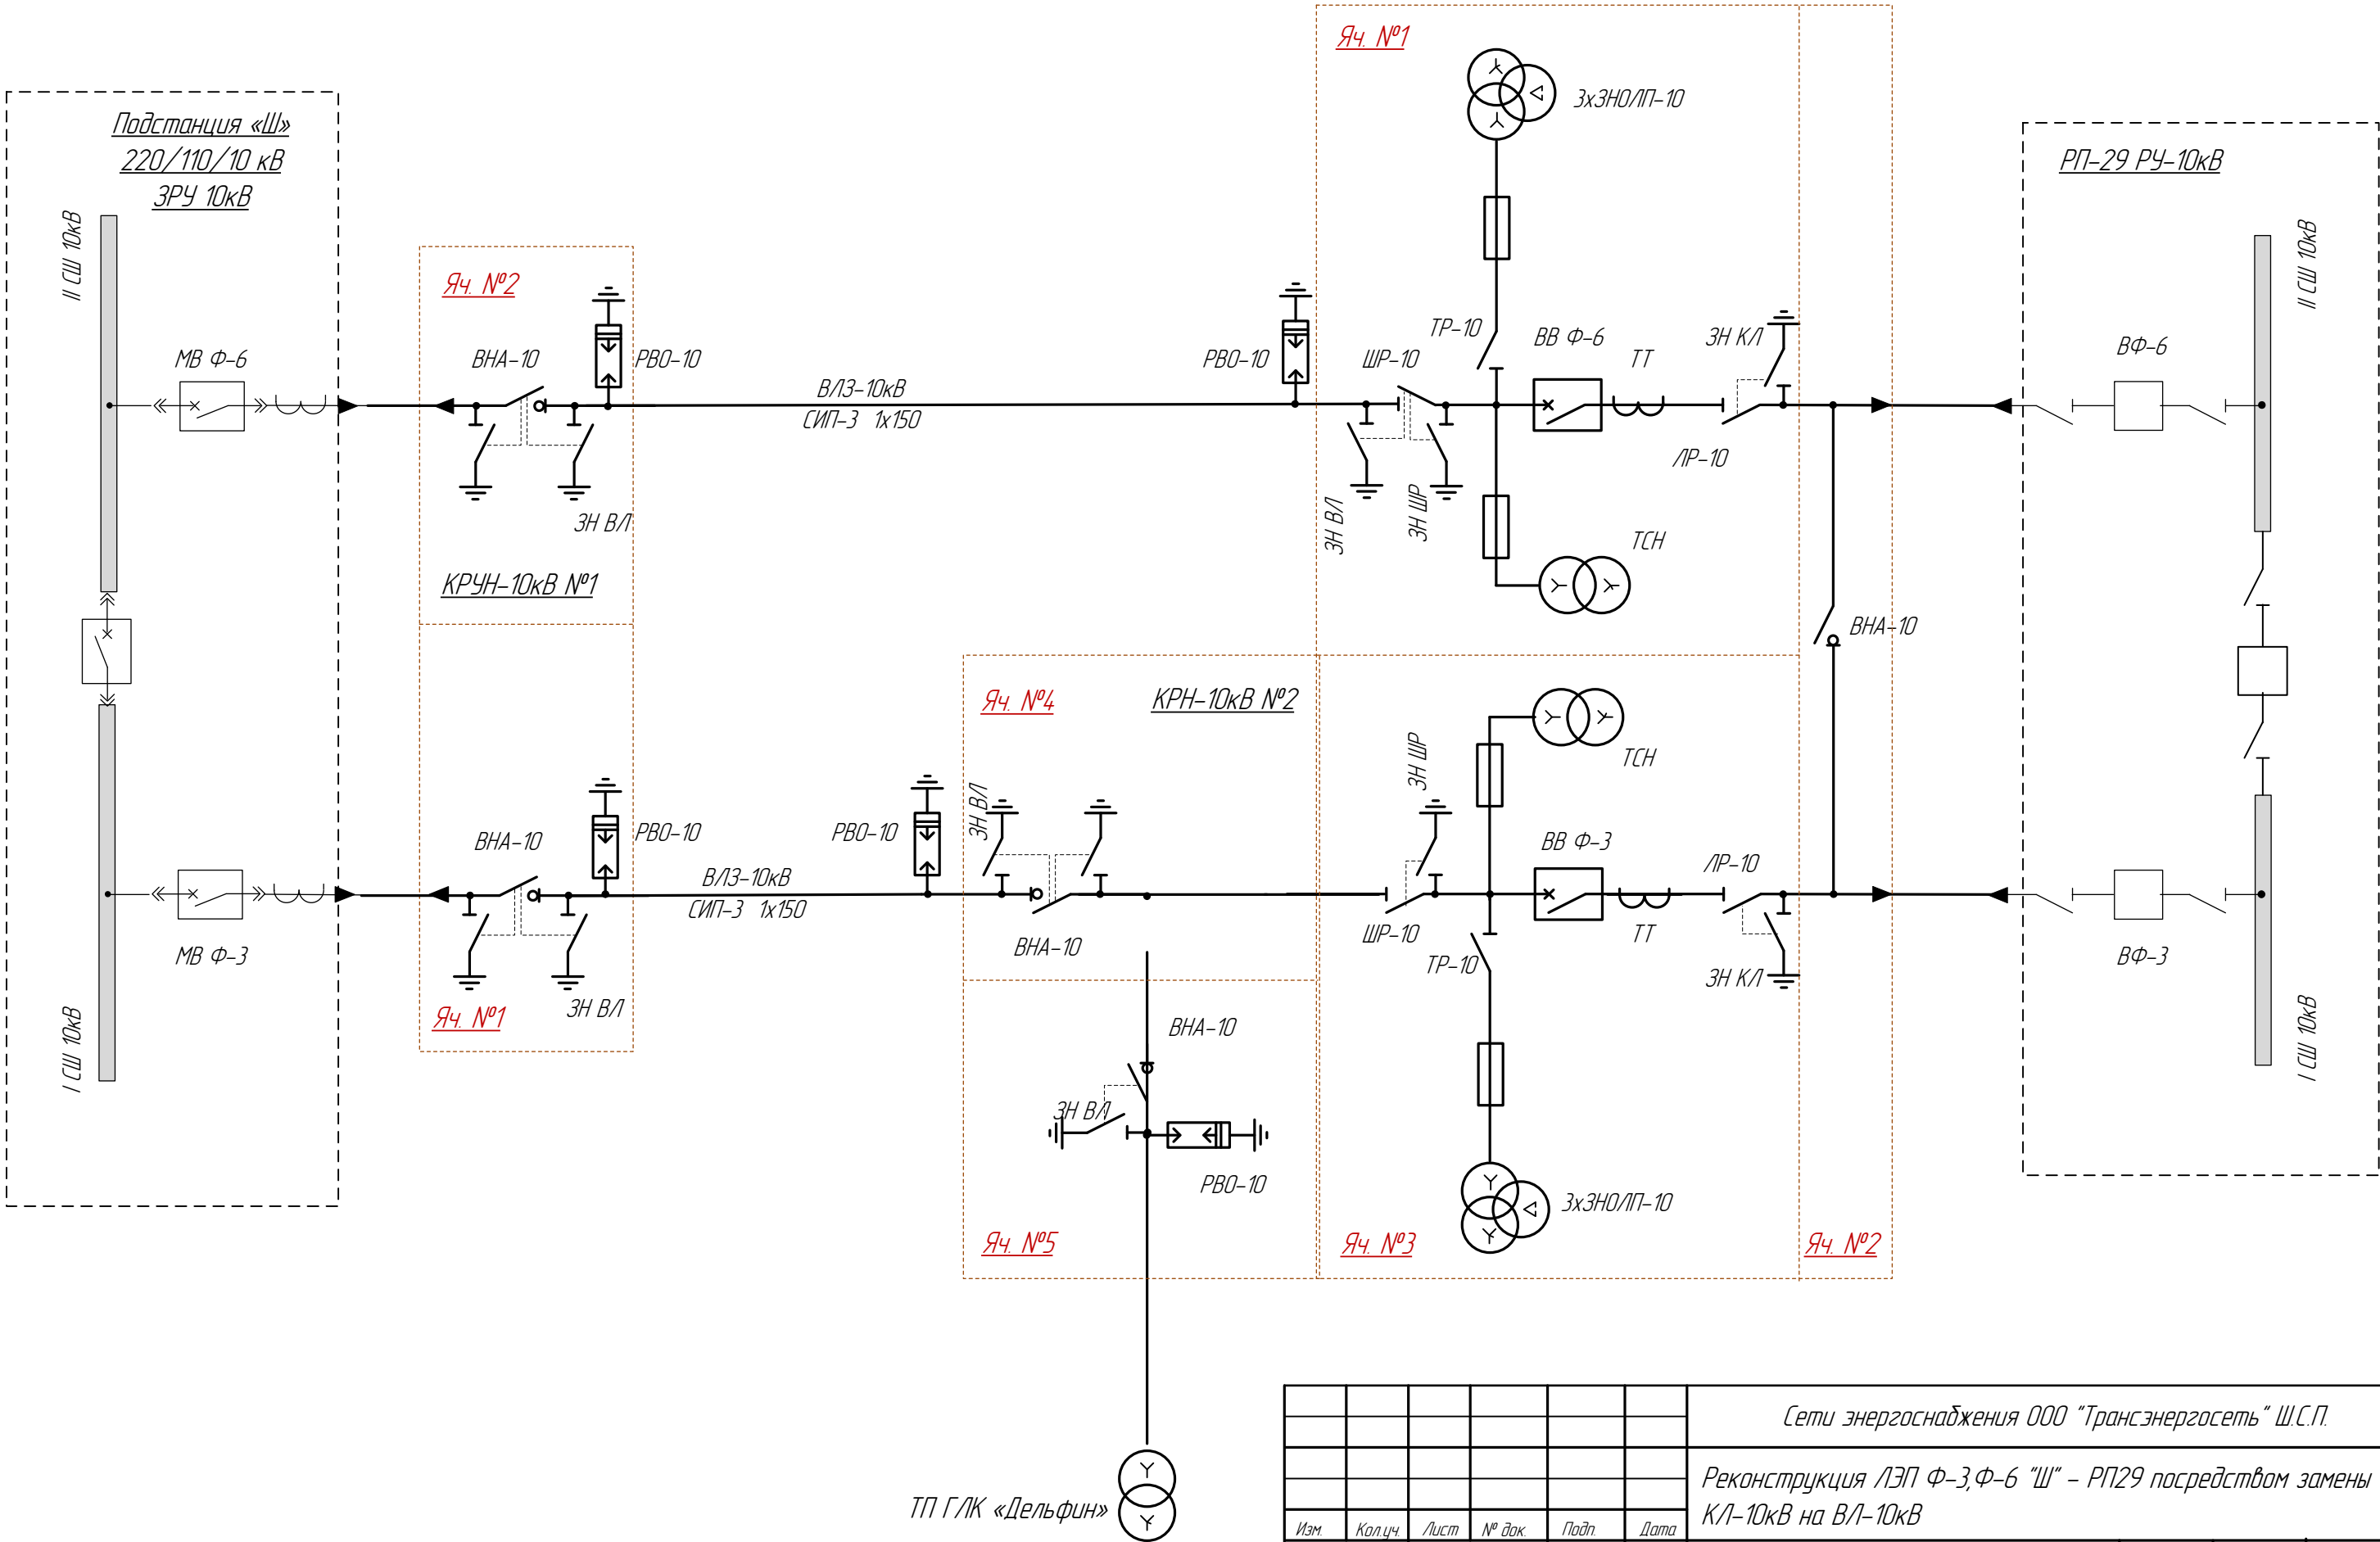 Подстанция «Ш»
220/110/10 кВ
ЗРУ 10кВ
II СШ 10кВ
МВ Ф-6
МВ Ф-3
I СШ 10кВ
Яч. №2
ВНА-10
РВО-10
ЗН ВЛ
КРУН-10кВ №1
ВНА-10
РВО-10
ЗН ВЛ
Яч. №1
ВЛЗ-10кВ
СИП-3 1х150
ВЛЗ-10кВ
СИП-3 1х150
РВО-10
РВО-10
Яч. №1
3хЗНОЛП-10
ТР-10
ШР-10
ВВ Ф-6
ТТ
ЗН КЛ
ЛР-10
ЗН ВЛ
ЗН ШР
ТСН
ВНА-10
Яч. №4
КРН-10кВ №2
ЗН ВЛ
ВНА-10
ЗН ШР
ТСН
ВВ Ф-3
ЛР-10
ШР-10
ТР-10
ТТ
ЗН КЛ
ВНА-10
ЗН ВЛ
РВО-10
3хЗНОЛП-10
Яч. №5
Яч. №3
Яч. №2
РП-29 РУ-10кВ
II СШ 10кВ
ВФ-6
ВФ-3
I СШ 10кВ
ТП ГЛК «Дельфин»
Сети энергоснабжения ООО "Трансэнергосеть" Ш.С.П.
Реконструкция ЛЭП Ф-3,Ф-6 "Ш" - РП29 посредством замены
КЛ-10кВ на ВЛ-10кВ
Изм. Кол.уч. Лист № док. Подп. Дата